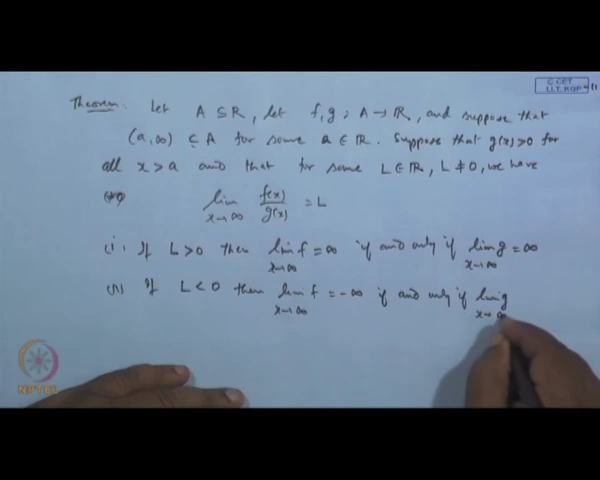 © CET
I.I.T. KGP
Theorem. Let A ⊆ R, let f, g : A → R, and suppose that
(a, ∞) ⊆ A for some a ∈ R. Suppose that g(x) > 0 for
all x > a and that for some L ∈ R, L ≠ 0, we have
lim x→∞ f(x)/g(x) = L
(i) If L > 0 then lim x→∞ f = ∞ if and only if lim x→∞ g = ∞
(ii) If L < 0 then lim x→∞ f = -∞ if and only if lim x→∞ g
NPTEL